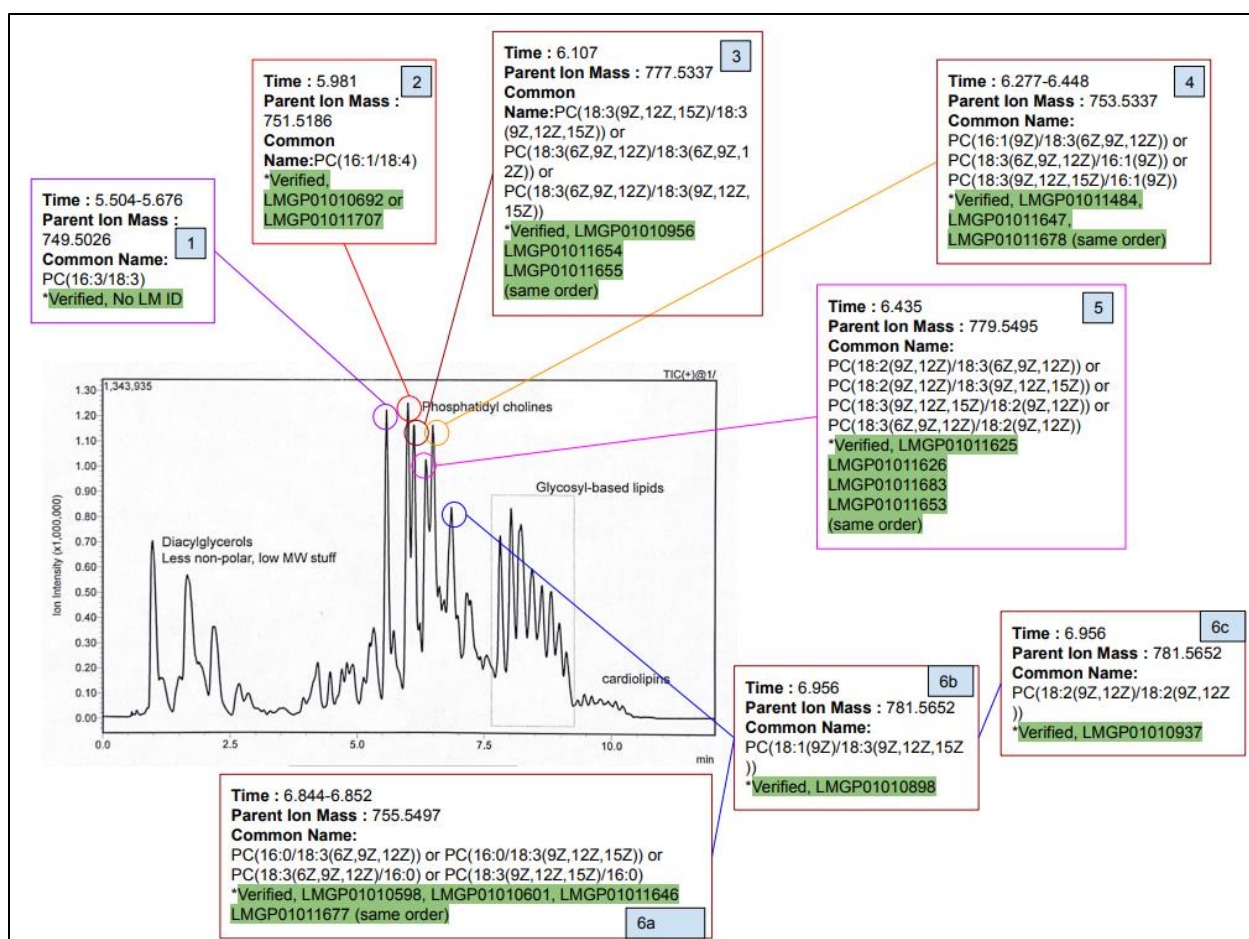 Time : 6.107
Parent Ion Mass : 777.5337
Common
Name:PC(18:3(9Z,12Z,15Z)/18:3
(9Z,12Z,15Z)) or
PC(18:3(6Z,9Z,12Z)/18:3(6Z,9Z,1
2Z)) or
PC(18:3(6Z,9Z,12Z)/18:3(9Z,12Z,
15Z))
*Verified, LMGP01010956
LMGP01011654
LMGP01011655
(same order)
3
Time : 5.981
Parent Ion Mass :
751.5186
Common
Name:PC(16:1/18:4)
*Verified,
LMGP01010692 or
LMGP01011707
2
Time : 6.277-6.448
Parent Ion Mass : 753.5337
Common Name:
PC(16:1(9Z)/18:3(6Z,9Z,12Z)) or
PC(18:3(6Z,9Z,12Z)/16:1(9Z)) or
PC(18:3(9Z,12Z,15Z)/16:1(9Z))
*Verified, LMGP01011484,
LMGP01011647,
LMGP01011678 (same order)
4
Time : 5.504-5.676
Parent Ion Mass :
749.5026
Common Name:
PC(16:3/18:3)
*Verified, No LM ID
1
Time : 6.435
Parent Ion Mass : 779.5495
Common Name:
PC(18:2(9Z,12Z)/18:3(6Z,9Z,12Z)) or
PC(18:2(9Z,12Z)/18:3(9Z,12Z,15Z)) or
PC(18:3(9Z,12Z,15Z)/18:2(9Z,12Z)) or
PC(18:3(6Z,9Z,12Z)/18:2(9Z,12Z))
*Verified, LMGP01011625
LMGP01011626
LMGP01011683
LMGP01011653
(same order)
5
TIC(+)@1/
1,343,935
Phosphatidyl cholines
Glycosyl-based lipids
Diacylglycerols
Less non-polar, low MW stuff
cardiolipins
Ion Intensity (x1,000,000)
1.30
1.20
1.10
1.00
0.90
0.80
0.70
0.60
0.50
0.40
0.30
0.20
0.10
0.00
0.0 2.5 5.0 7.5 10.0
min
Time : 6.956
Parent Ion Mass : 781.5652
Common Name:
PC(18:1(9Z)/18:3(9Z,12Z,15Z
))
*Verified, LMGP01010898
6b
Time : 6.956
Parent Ion Mass : 781.5652
Common Name:
PC(18:2(9Z,12Z)/18:2(9Z,12Z
))
*Verified, LMGP01010937
6c
Time : 6.844-6.852
Parent Ion Mass : 755.5497
Common Name:
PC(16:0/18:3(6Z,9Z,12Z)) or PC(16:0/18:3(9Z,12Z,15Z)) or
PC(18:3(6Z,9Z,12Z)/16:0) or PC(18:3(9Z,12Z,15Z)/16:0)
*Verified, LMGP01010598, LMGP01010601, LMGP01011646
LMGP01011677 (same order)
6a